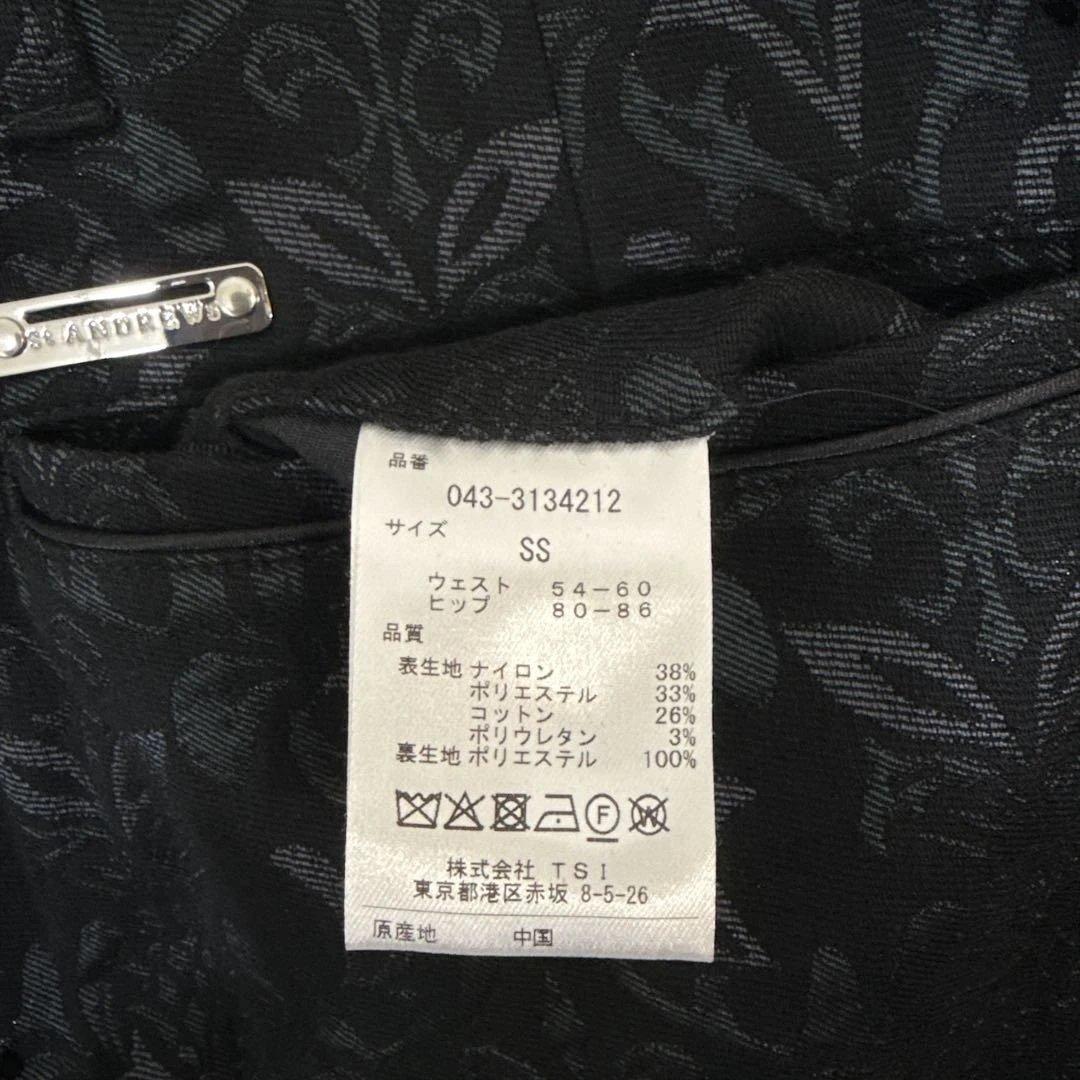 St ANDREWS
品番
043-3134212
サイズ
SS
ウェスト 54-60
ヒップ 80-86
品質
表生地 ナイロン 38%
ポリエステル 33%
コットン 26%
ポリウレタン 3%
裏生地 ポリエステル 100%
F W
株式会社 TSI
東京都港区赤坂 8-5-26
原産地 中国